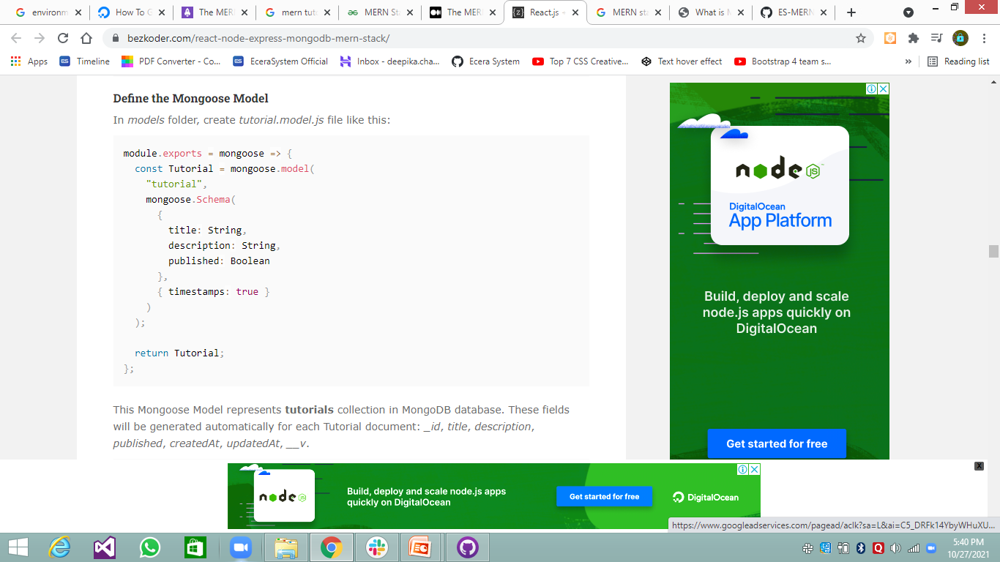 environm
How To G
The MERN
mern tuto
MERN Sta
The MERN
React.js -
MERN sta
What is M
ES-MERN
bezkoder.com/react-node-express-mongodb-mern-stack/
Apps
ES Timeline
PDF Converter - Co...
ES EceraSystem Official
Inbox - deepika.cha...
Ecera System
Top 7 CSS Creative...
Text hover effect
Bootstrap 4 team s...
»
Reading list
Define the Mongoose Model
In models folder, create tutorial.model.js file like this:
module.exports = mongoose => {
const Tutorial = mongoose.model(
"tutorial",
mongoose.Schema(
{
title: String,
description: String,
published: Boolean
},
{ timestamps: true }
)
);
return Tutorial;
};
This Mongoose Model represents tutorials collection in MongoDB database. These fields
will be generated automatically for each Tutorial document: _id, title, description,
published, createdAt, updatedAt, __v.
node JS
DigitalOcean
App Platform
Build, deploy and scale
node.js apps quickly on
DigitalOcean
Get started for free
node JS
Build, deploy and scale node.js apps
quickly on DigitalOcean
Get started for free
DigitalOcean
X
https://www.googleadservices.com/pagead/aclk?sa=L&ai=C5_DRFk14YbyWHuXU...
5:40 PM
10/27/2021